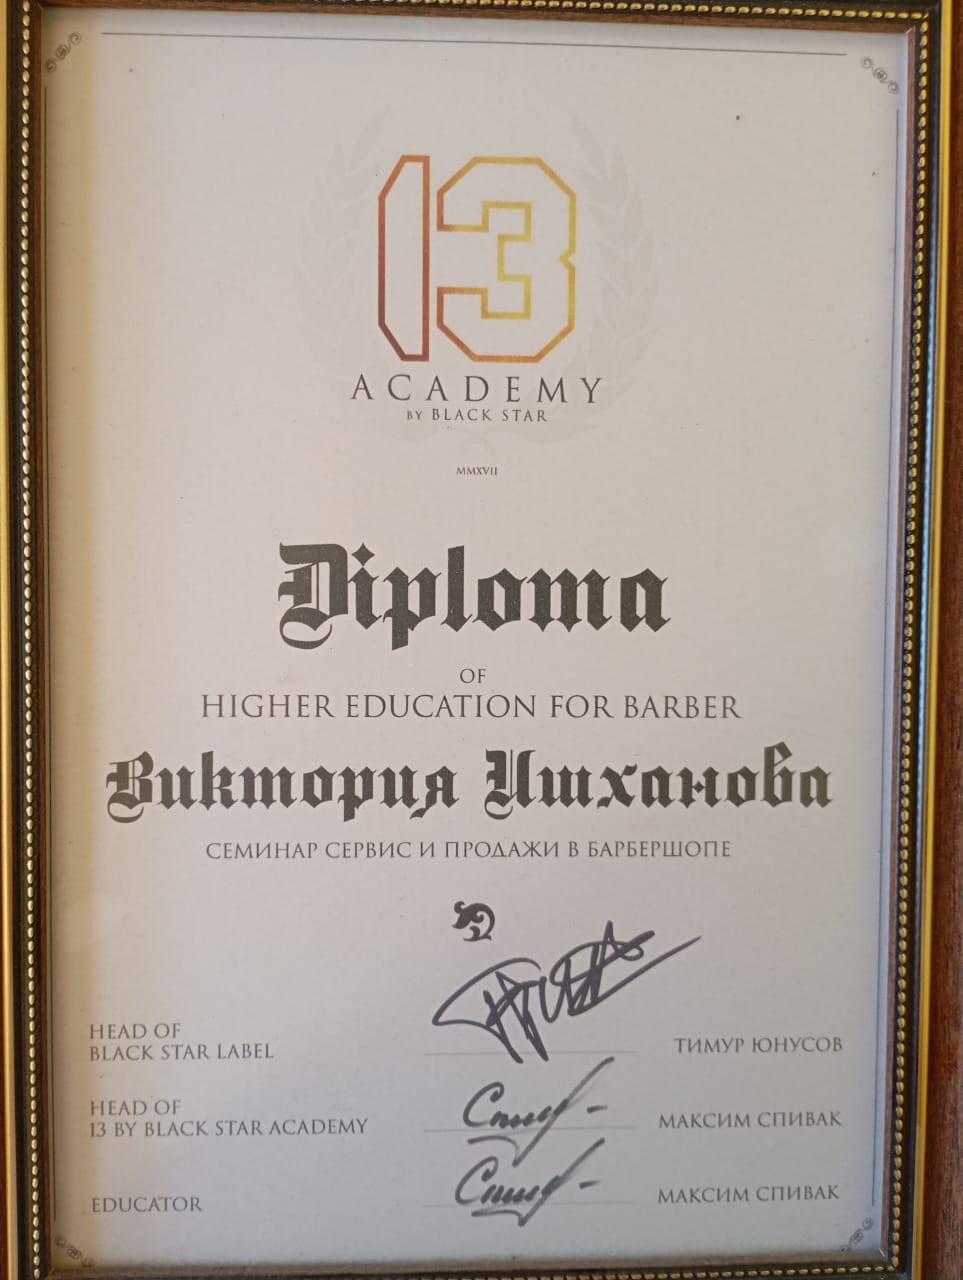 13
ACADEMY
BY BLACK STAR
MMXVII
Diploma
OF
HIGHER EDUCATION FOR BARBER
Виктория Ишханова
СЕМИНАР СЕРВИС И ПРОДАЖИ В БАРБЕРШОПЕ
HEAD OF
BLACK STAR LABEL
ТИМУР ЮНУСОВ
HEAD OF
13 BY BLACK STAR ACADEMY
МАКСИМ СПИВАК
EDUCATOR
МАКСИМ СПИВАК